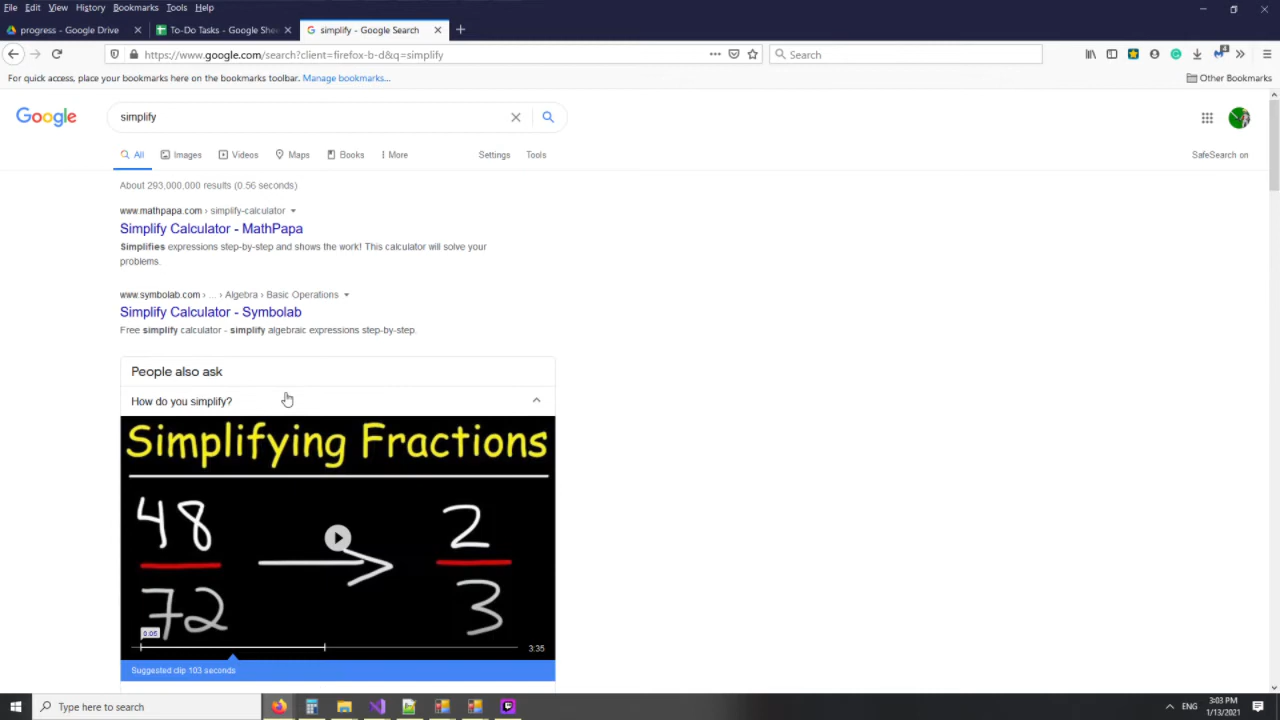 File Edit View History Bookmarks Tools Help
progress - Google Drive
To-Do Tasks - Google She
simplify - Google Search
https://www.google.com/search?client=firefox-b-d&q=simplify
Search
4
For quick access, place your bookmarks here on the bookmarks toolbar. Manage bookmarks...
Other Bookmarks
Google
simplify
All
Images
Videos
Maps
Books
More
Settings
Tools
SafeSearch on
About 293,000,000 results (0.56 seconds)
www.mathpapa.com › simplify-calculator
Simplify Calculator - MathPapa
Simplifies expressions step-by-step and shows the work! This calculator will solve your
problems.
www.symbolab.com › ... › Algebra › Basic Operations
Simplify Calculator - Symbolab
Free simplify calculator - simplify algebraic expressions step-by-step.
People also ask
How do you simplify?
Simplifying Fractions
48
72
2
3
0:05
3:35
Suggested clip 103 seconds
Type here to search
ENG
3:03 PM
1/13/2021